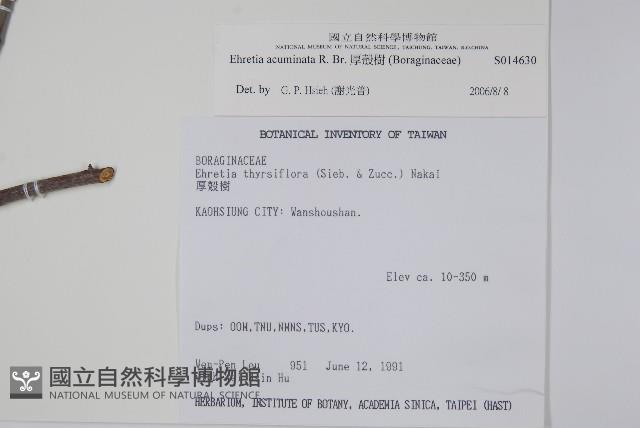 國立自然科學博物館
NATIONAL MUSEUM OF NATURAL SCIENCE, TAICHUNG, TAIWAN, R.O.CHINA
Ehretia acuminata R. Br. 厚殼樹 (Boraginaceae) S014630
Det. by G. P. Hsieh (謝光普) 2006/8/ 8
BOTANICAL INVENTORY OF TAIWAN
BORAGINACEAE
Ehretia thyrsiflora (Sieb. & Zucc.) Nakai
厚殼樹
KAOHSIUNG CITY: Wanshoushan.
Elev ca. 10-350 m
Dups: OOM,TNU,NMNS,TUS,KYO.
951 June 12, 1991
Hu
HERBARIUM, INSTITUTE OF BOTANY, ACADEMIA SINICA, TAIPEI (HAST)
國立自然科學博物館
NATIONAL MUSEUM OF NATURAL SCIENCE